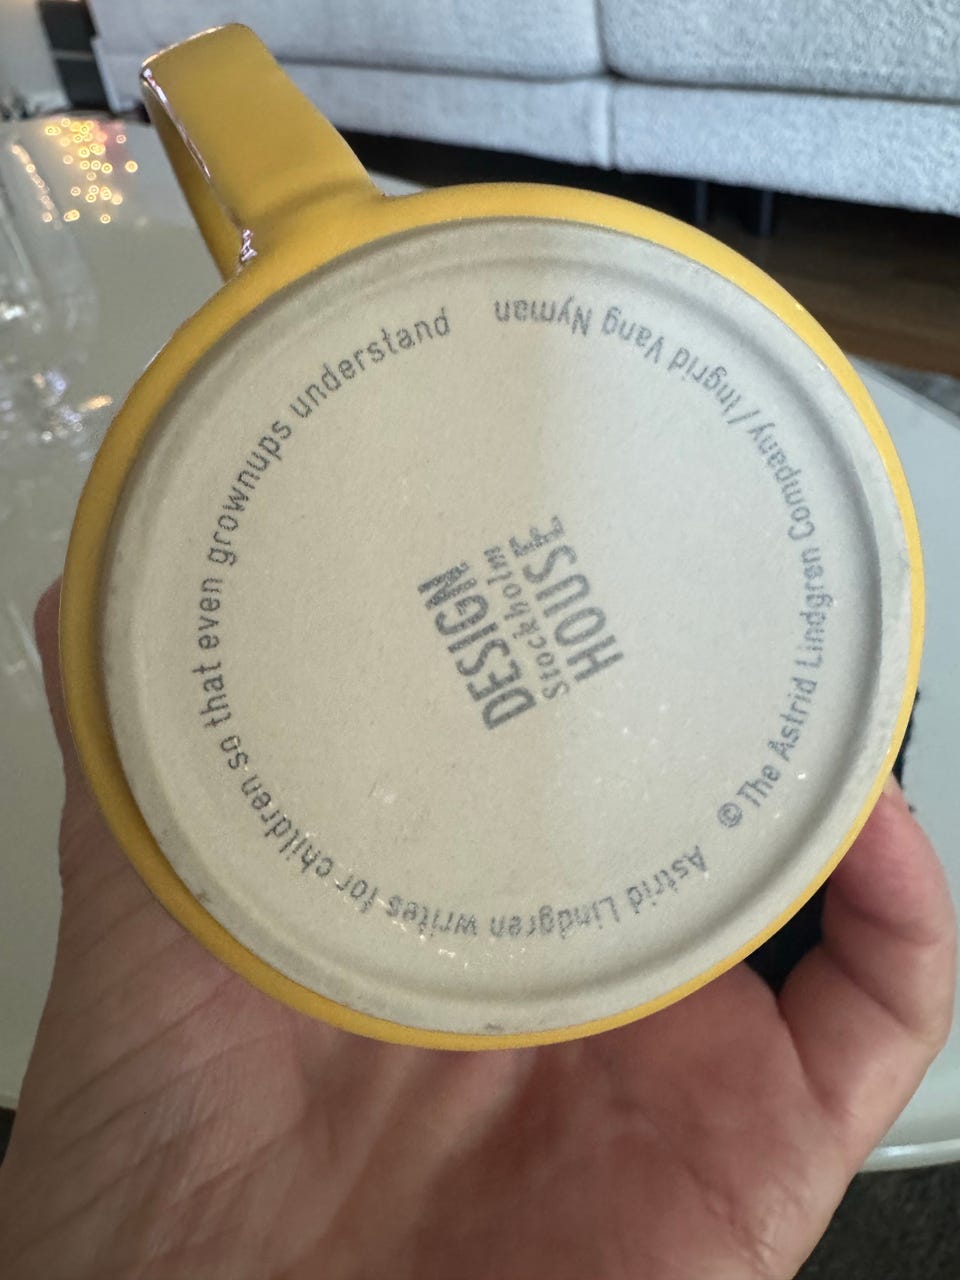 DESIGN
Stockholm
HOUSE
Astrid Lindgren writes for children so that even grownups understand
© The Astrid Lindgren Company / Ingrid Vang Nyman